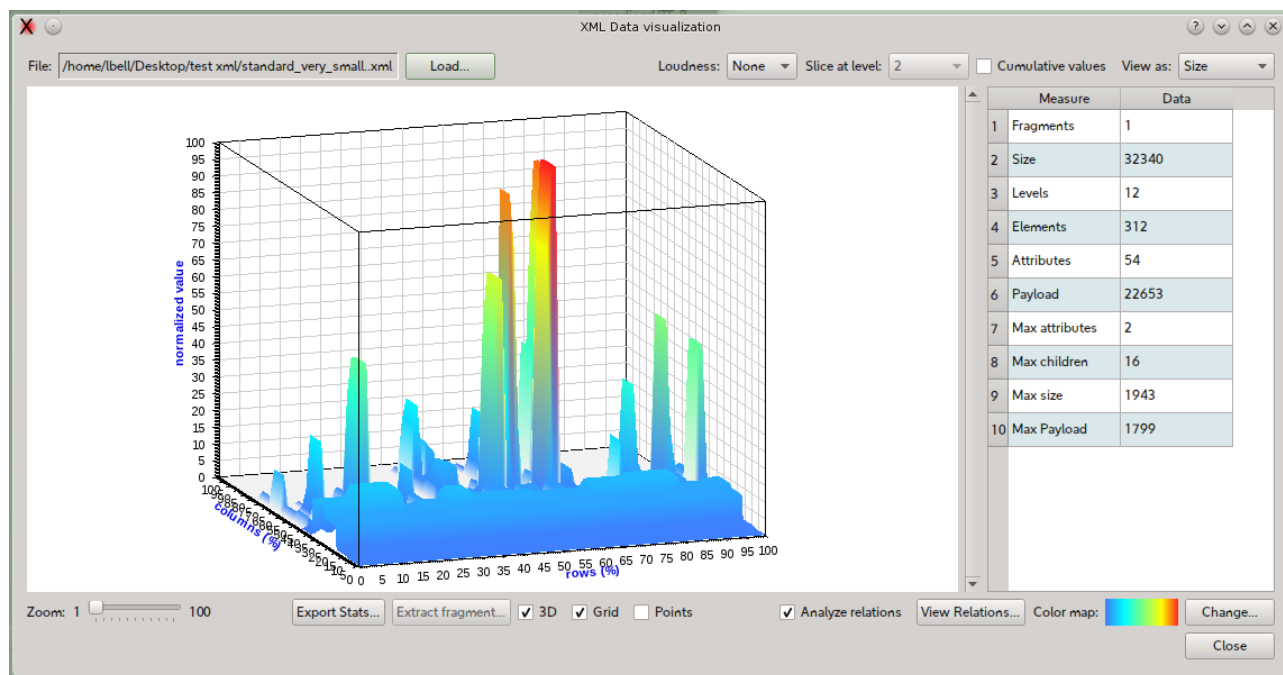 XML Data visualization
File: /home/lbell/Desktop/test xml/standard_very_small..xml Load... Loudness: None Slice at level: 2 Cumulative values View as: Size
Measure Data
1 Fragments 1
2 Size 32340
3 Levels 12
4 Elements 312
5 Attributes 54
6 Payload 22653
7 Max attributes 2
8 Max children 16
9 Max size 1943
10 Max Payload 1799
normalized value
100
95
90
85
80
75
70
65
60
55
50
45
40
35
30
25
20
15
10
5
0
columns (%)
0 5 10 15 20 25 30 35 40 45 50 55 60 65 70 75 80 85 90 95 100
rows (%)
Zoom: 1 100 Export Stats... Extract fragment... 3D Grid Points Analyze relations View Relations... Color map: Change...
Close